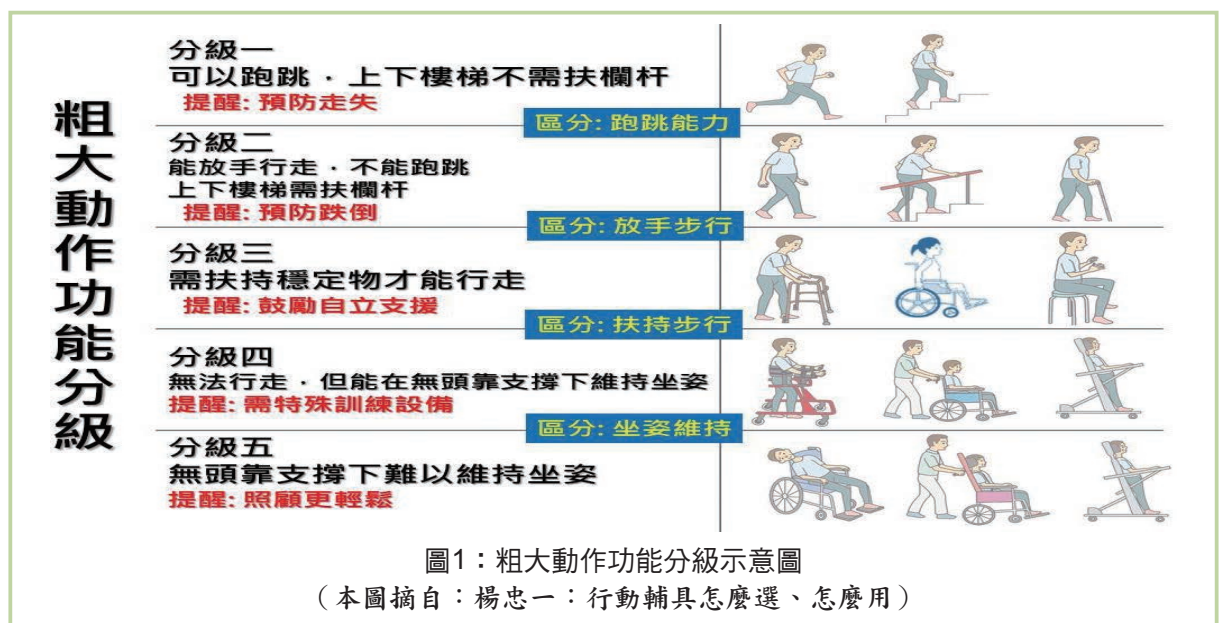 粗大動作功能分級
分級一
可以跑跳．上下樓梯不需扶欄杆
提醒: 預防走失
區分: 跑跳能力
分級二
能放手行走．不能跑跳
上下樓梯需扶欄杆
提醒: 預防跌倒
區分: 放手步行
分級三
需扶持穩定物才能行走
提醒: 鼓勵自立支援
區分: 扶持步行
分級四
無法行走．但能在無頭靠支撐下維持坐姿
提醒: 需特殊訓練設備
區分: 坐姿維持
分級五
無頭靠支撐下難以維持坐姿
提醒: 照顧更輕鬆
圖1：粗大動作功能分級示意圖
（本圖摘自：楊忠一：行動輔具怎麼選、怎麼用）